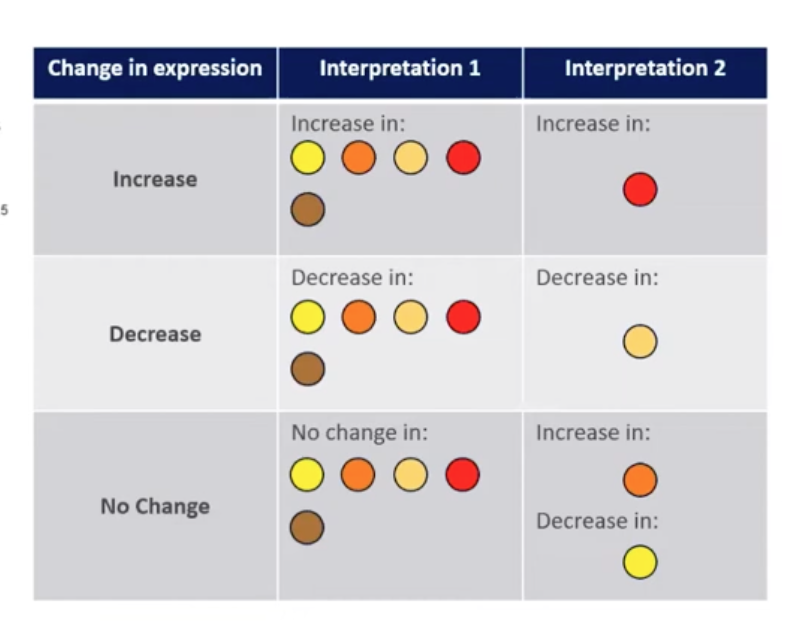 Change in expression
Interpretation 1
Interpretation 2
Increase
Increase in:
Increase in:
5
Decrease
Decrease in:
Decrease in:
No Change
No change in:
Increase in:
Decrease in: